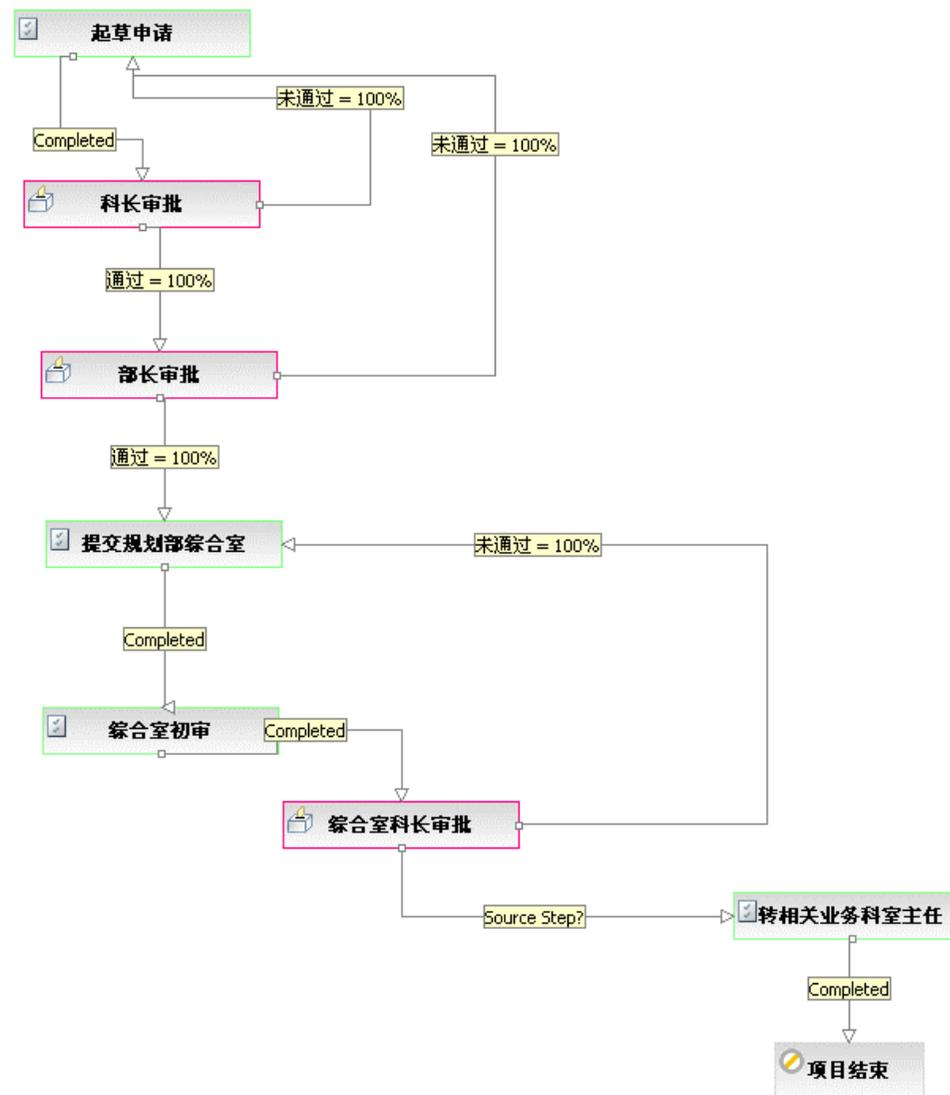 起草申请
未通过 = 100%
未通过 = 100%
Completed
科长审批
通过 = 100%
部长审批
通过 = 100%
提交规划部综合室
未通过 = 100%
Completed
综合室初审
Completed
综合室科长审批
Source Step?
转相关业务科室主任
Completed
项目结束